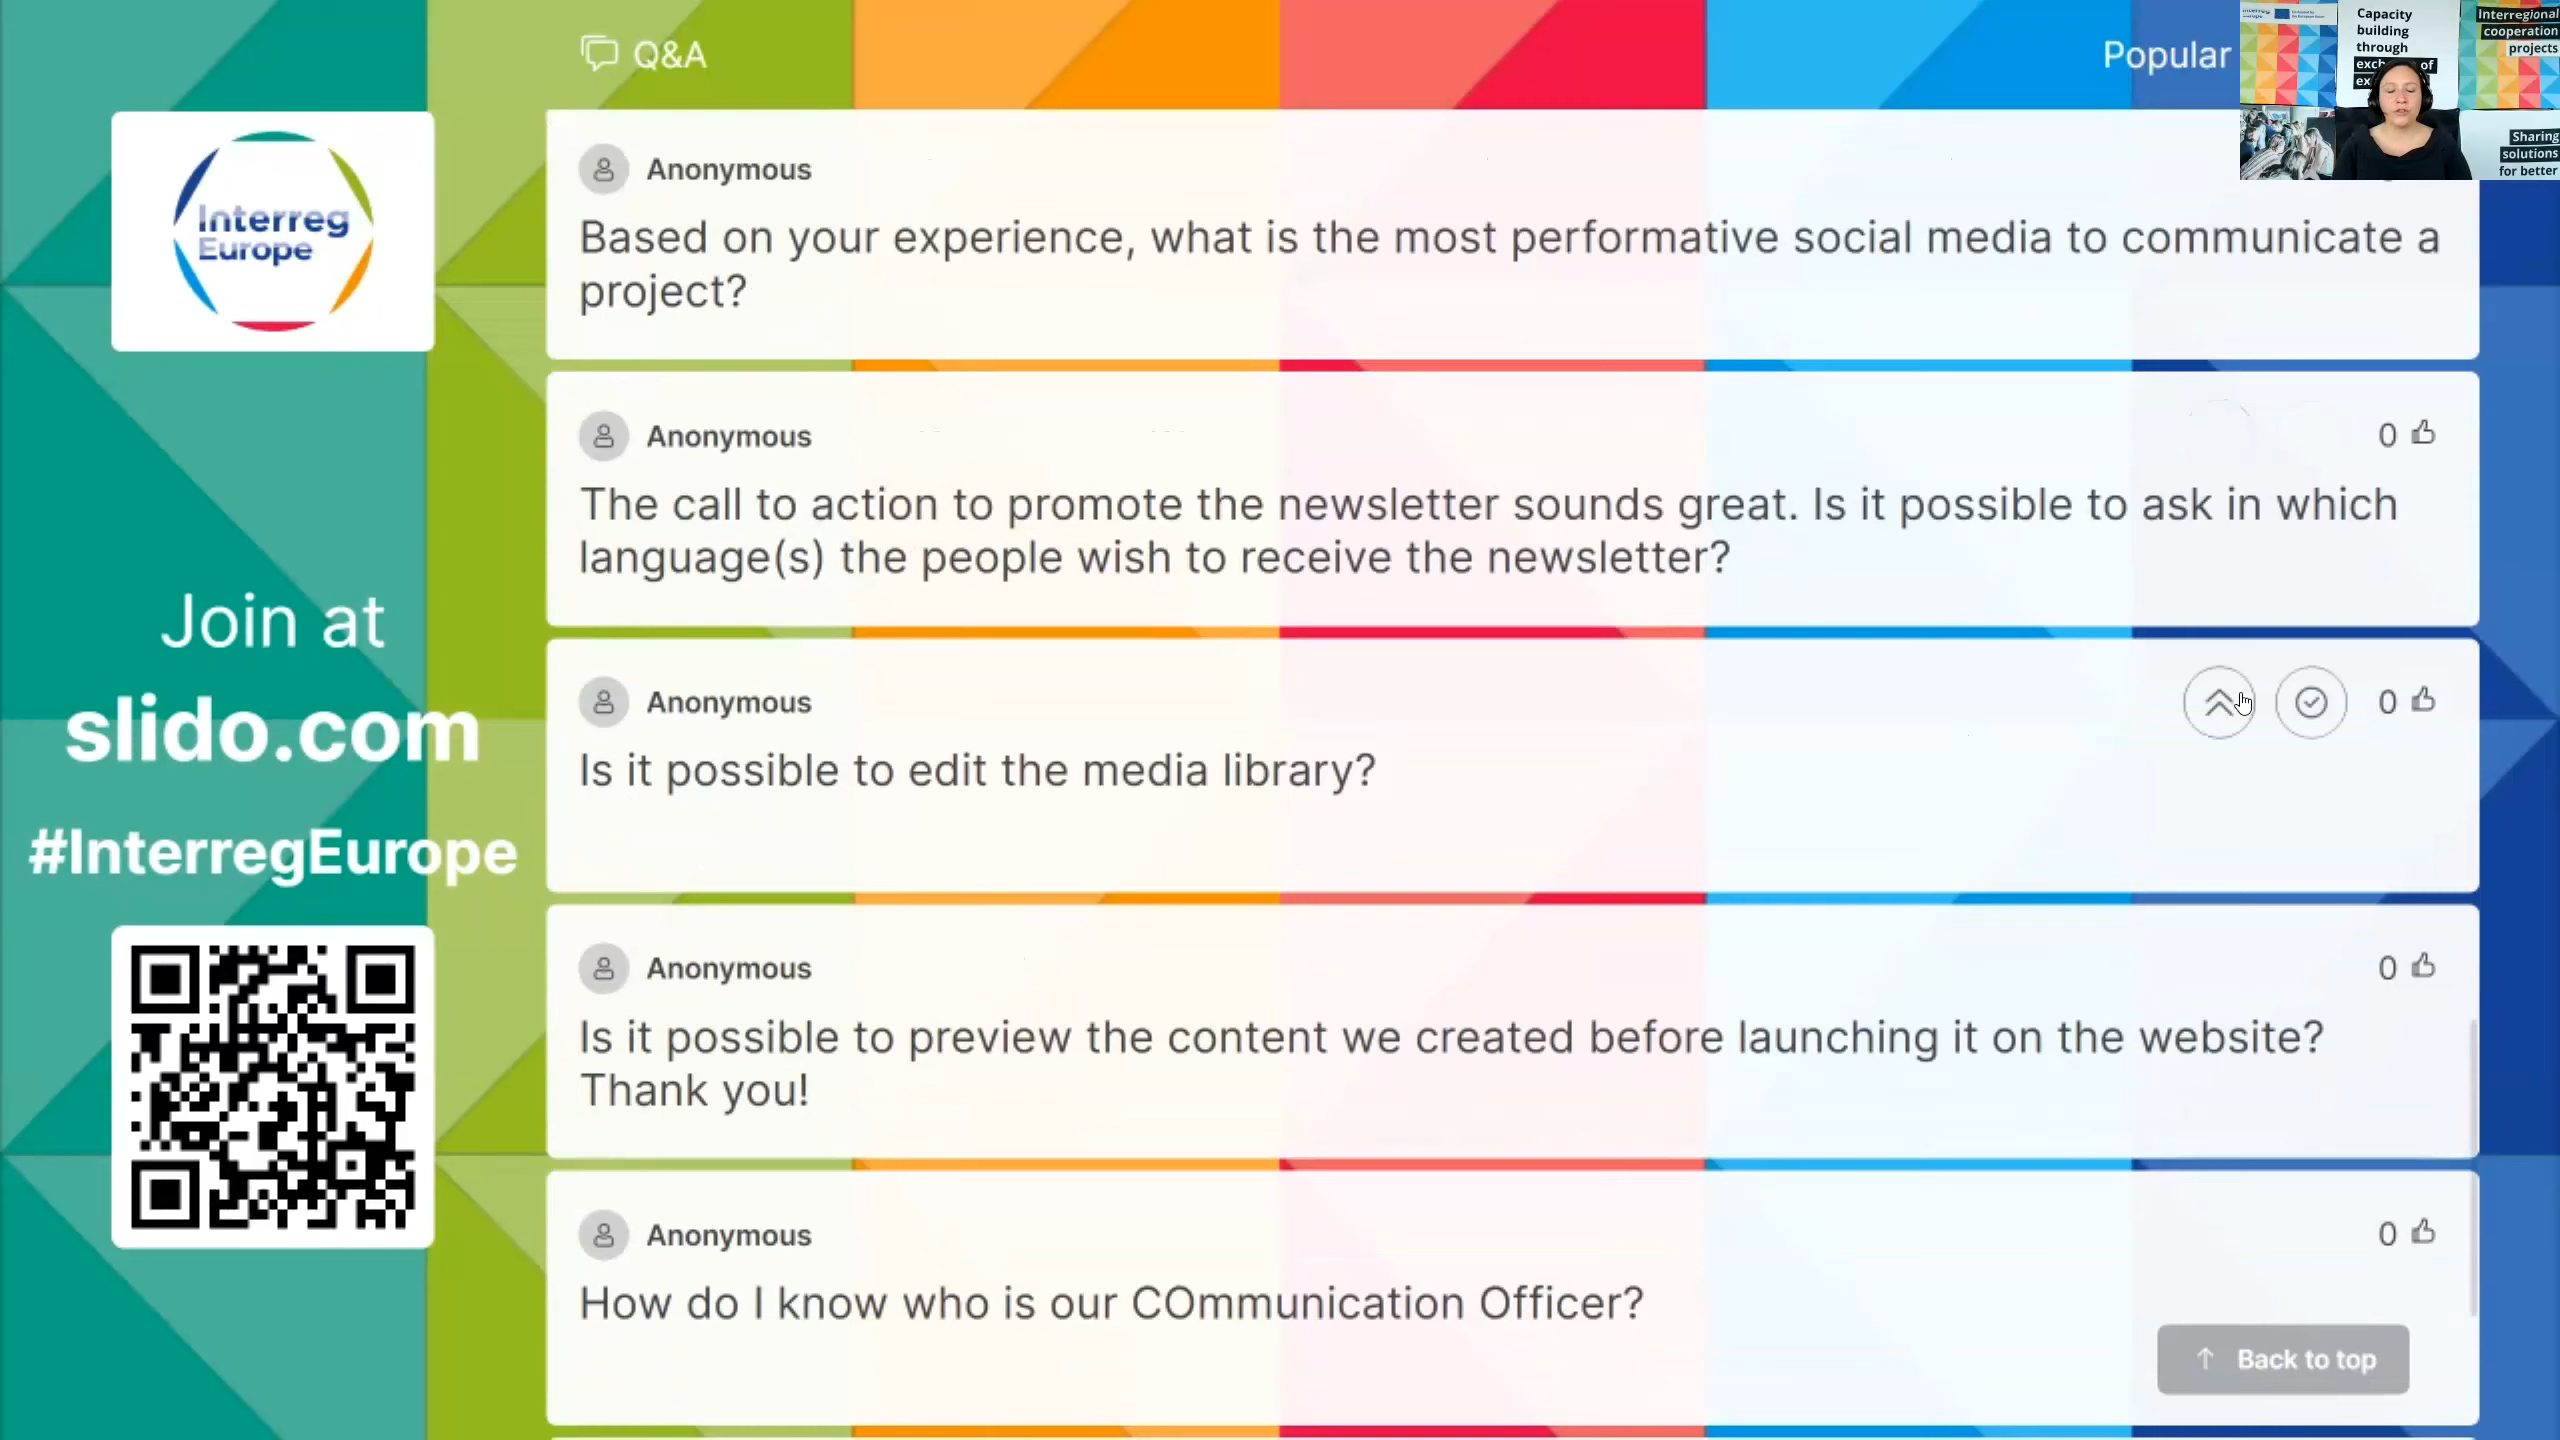 Q&A
Popular
Interreg
Europe
Join at
slido.com
#InterregEurope
Anonymous
Based on your experience, what is the most performative social media to communicate a
project?
Anonymous
0
The call to action to promote the newsletter sounds great. Is it possible to ask in which
language(s) the people wish to receive the newsletter?
Anonymous
0
Is it possible to edit the media library?
Anonymous
0
Is it possible to preview the content we created before launching it on the website?
Thank you!
Anonymous
0
How do I know who is our COmmunication Officer?
Back to top
Capacity
building
through
of
Interregional
cooperation
projects
Sharing
solutions
for better